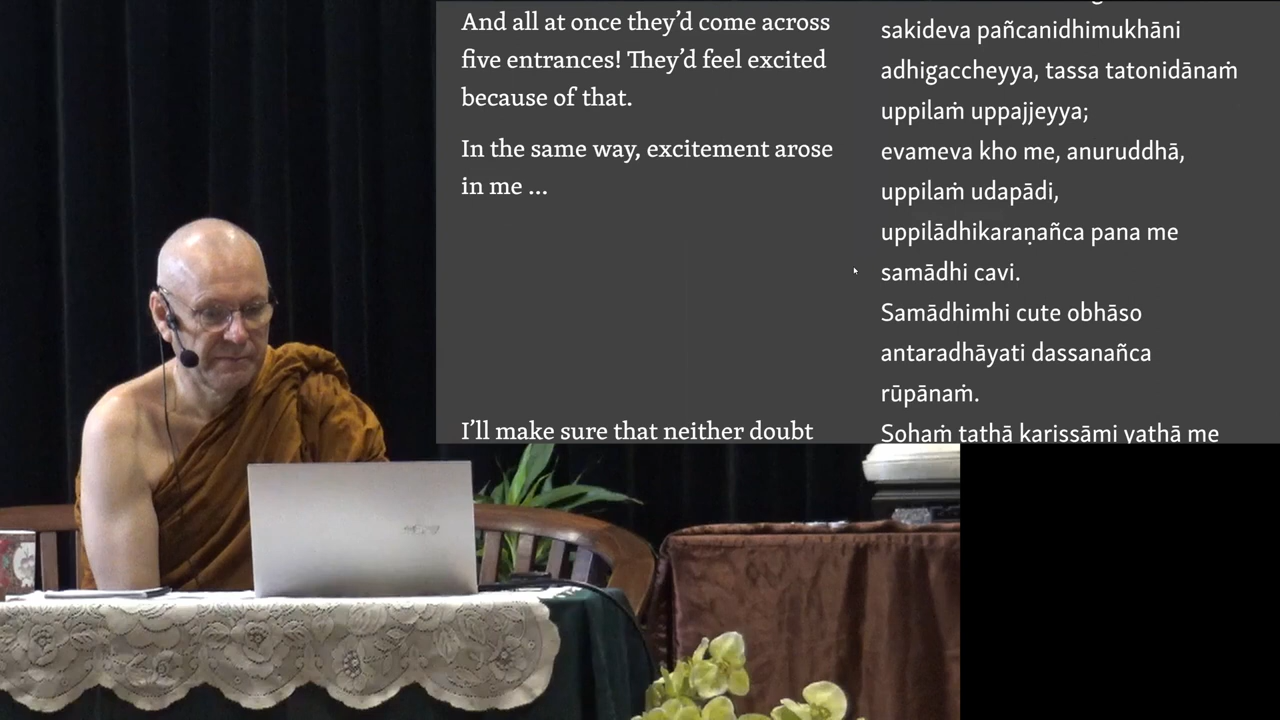 And all at once they’d come across
five entrances! They’d feel excited
because of that.
In the same way, excitement arose
in me ...
I’ll make sure that neither doubt
sakideva pañcanidhimukhāni
adhigaccheyya, tassa tatonidānaṁ
uppilaṁ uppajjeyya;
evameva kho me, anuruddhā,
uppilaṁ udapādi,
uppilādhikaraṇañca pana me
samādhi cavi.
Samādhimhi cute obhāso
antaradhāyati dassanañca
rūpānaṁ.
Sohaṁ tathā karissāmi yathā me